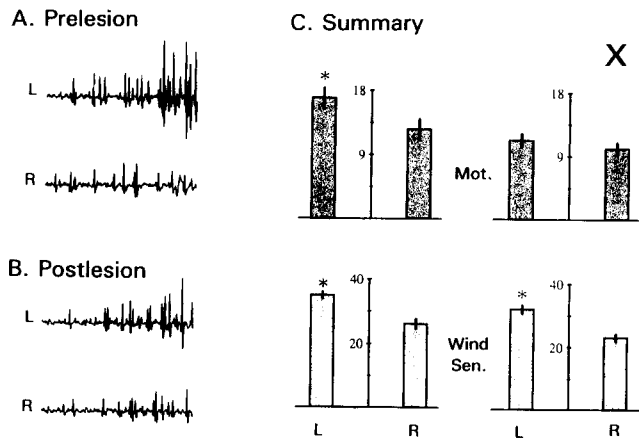 A. Prelesion
L
R
B. Postlesion
L
R
C. Summary
X
*
18
9
Mot.
18
9
*
40
20
Wind
Sen.
*
40
20
L R L R